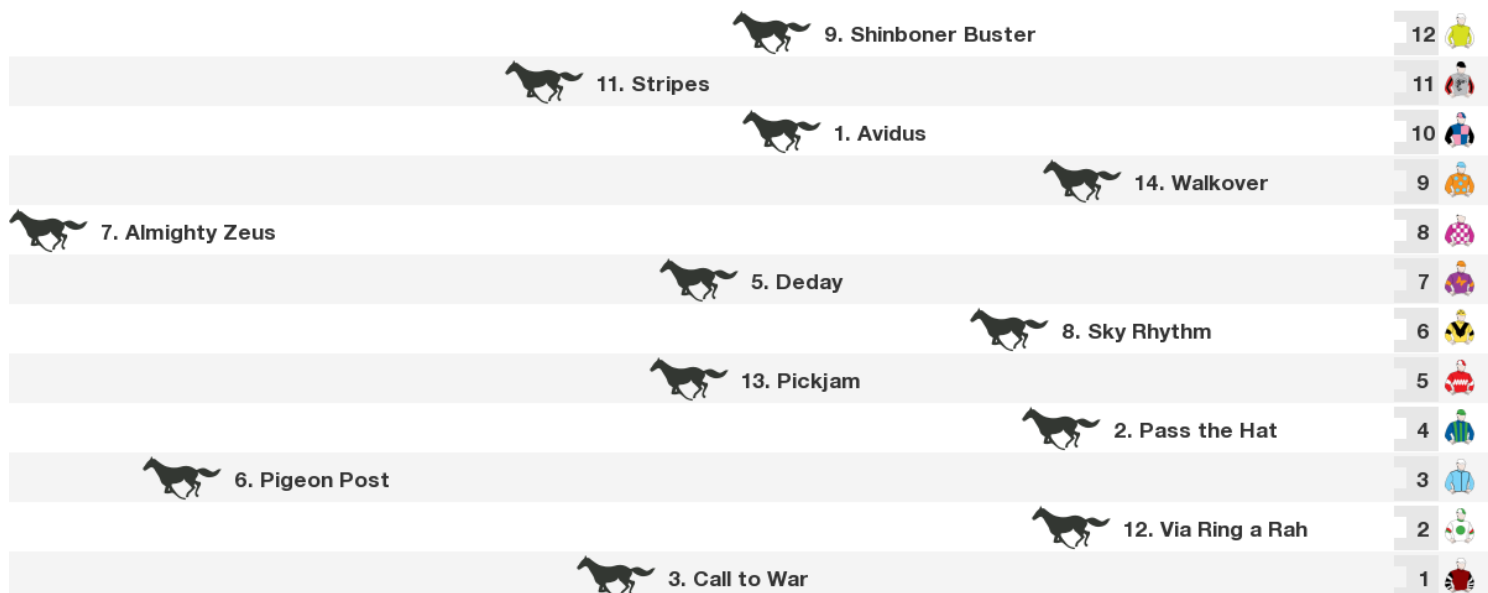 9. Shinboner Buster 12
11. Stripes 11
1. Avidus 10
14. Walkover 9
7. Almighty Zeus 8
5. Deday 7
8. Sky Rhythm 6
13. Pickjam 5
2. Pass the Hat 4
6. Pigeon Post 3
12. Via Ring a Rah 2
3. Call to War 1